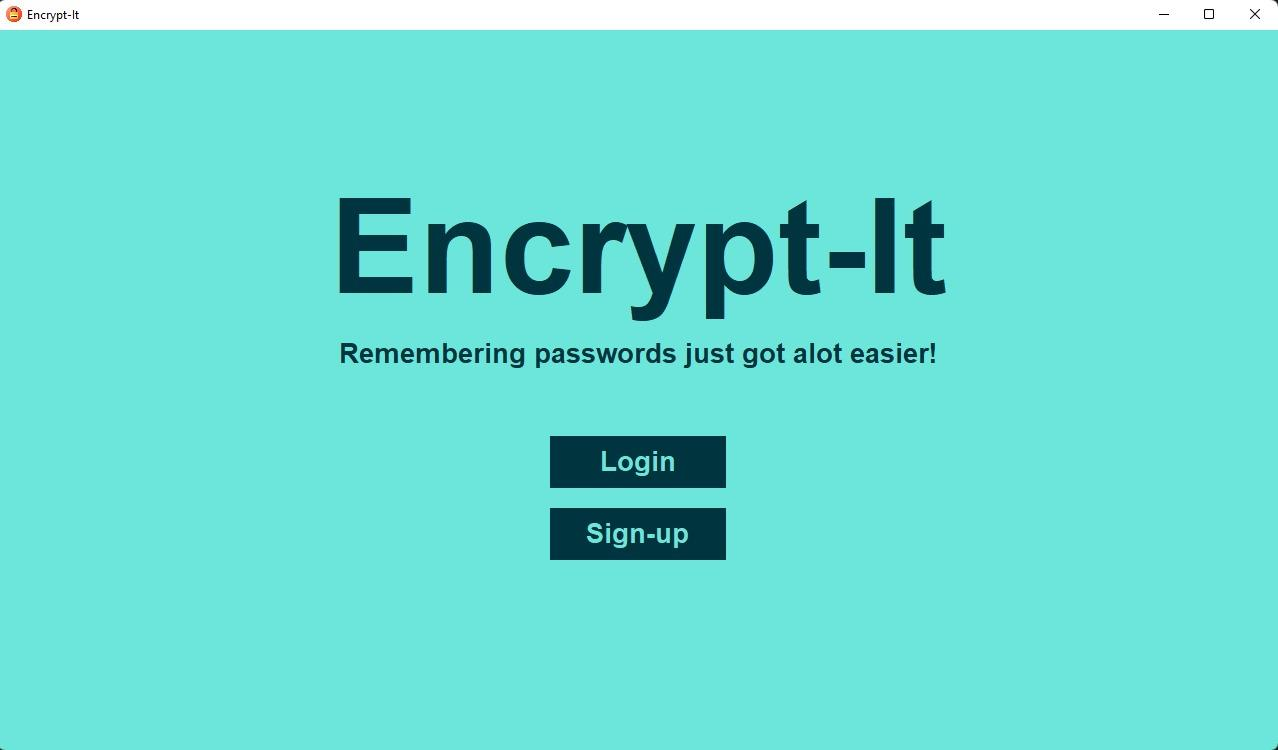 Encrypt-It
Encrypt-It
Remembering passwords just got alot easier!
Login
Sign-up